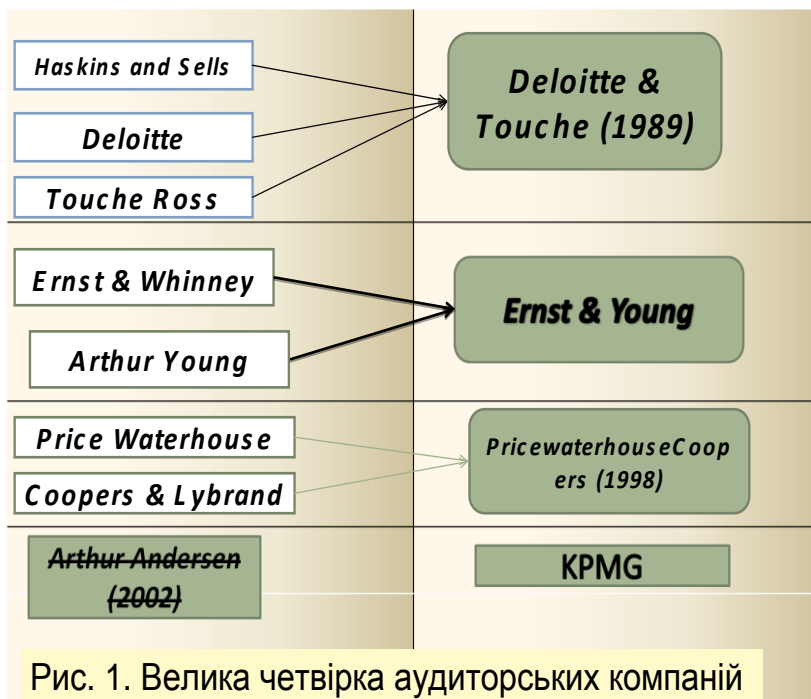 Haskins and Sells
Deloitte
Touche Ross
Deloitte &
Touche (1989)
Ernst & Whinney
Arthur Young
Ernst & Young
Price Waterhouse
Coopers & Lybrand
PricewaterhouseCoop
ers (1998)
Arthur Andersen
(2002)
KPMG
Рис. 1. Велика четвірка аудиторських компаній